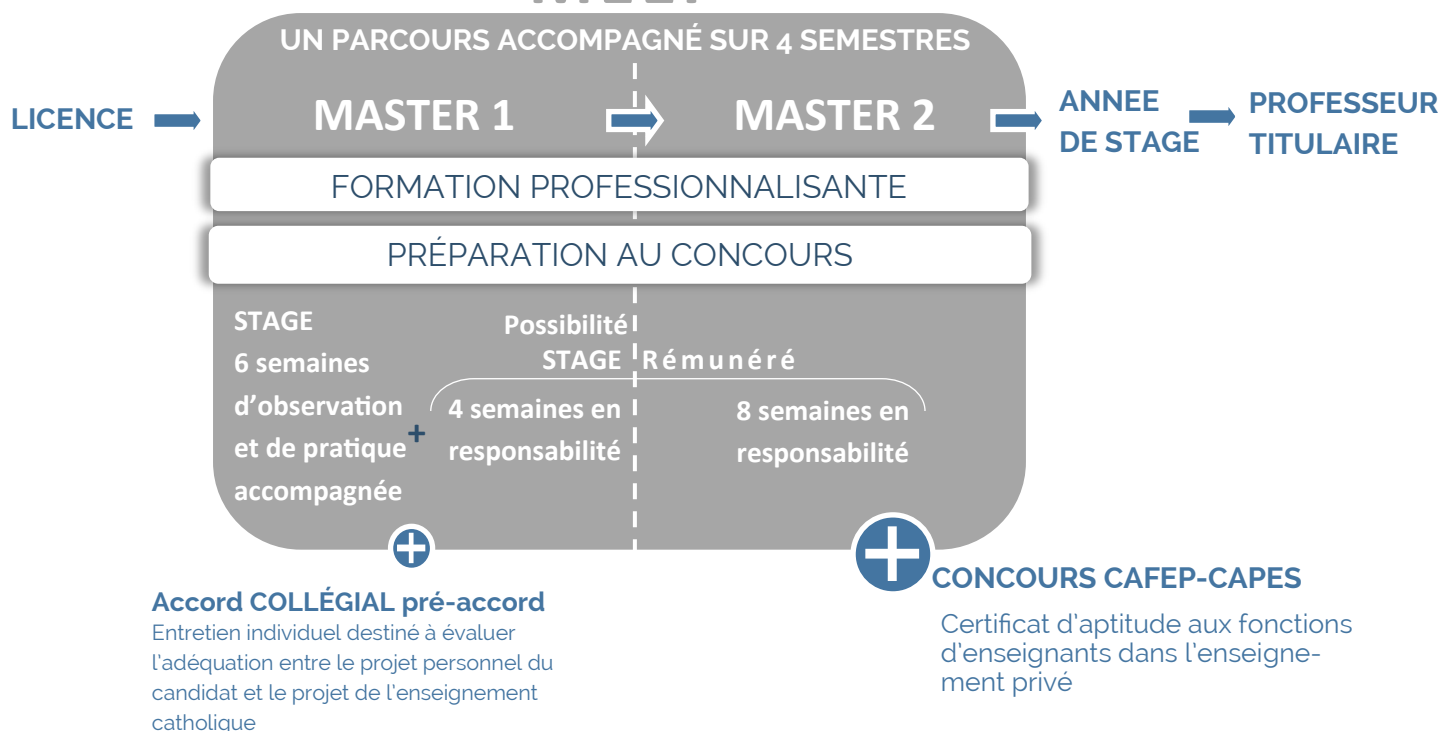 UN PARCOURS ACCOMPAGNÉ SUR 4 SEMESTRES
LICENCE
MASTER 1
MASTER 2
ANNEE
DE STAGE
PROFESSEUR
TITULAIRE
FORMATION PROFESSIONNALISANTE
PRÉPARATION AU CONCOURS
STAGE
6 semaines
d’observation
et de pratique
accompagnée
+
Possibilité
STAGE Rémunéré
4 semaines en
responsabilité
8 semaines en
responsabilité
Accord COLLÉGIAL pré-accord
Entretien individuel destiné à évaluer
l’adéquation entre le projet personnel du
candidat et le projet de l’enseignement
catholique
CONCOURS CAFEP-CAPES
Certificat d’aptitude aux fonctions
d’enseignants dans l’enseigne-
ment privé